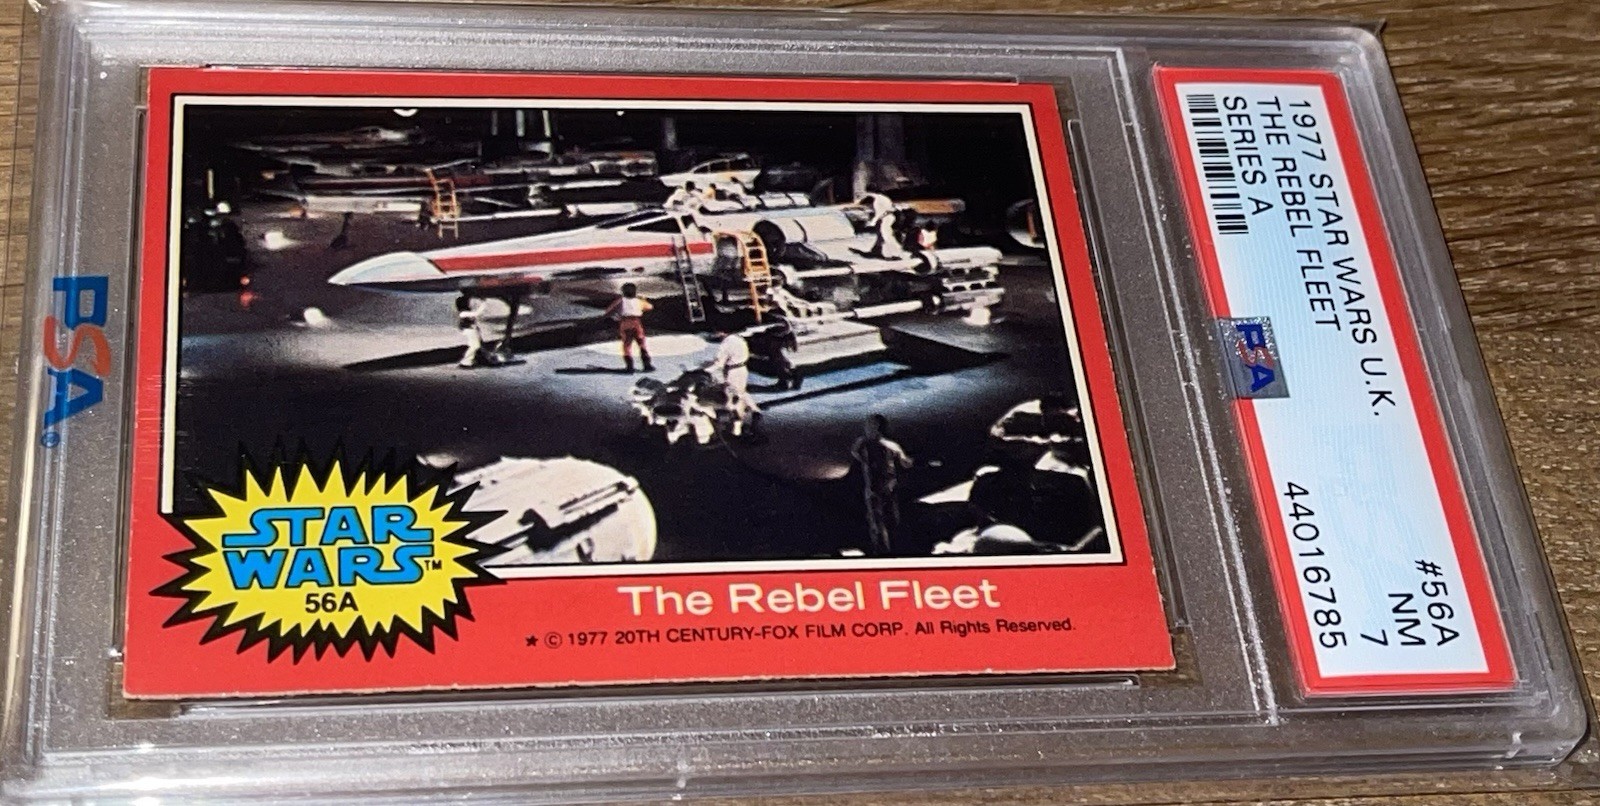 PSA
STAR
WARS™
56A
The Rebel Fleet
★ © 1977 20TH CENTURY-FOX FILM CORP. All Rights Reserved.
1977 STAR WARS U.K. #56A
THE REBEL FLEET NM
SERIES A 7
PSA 44016785